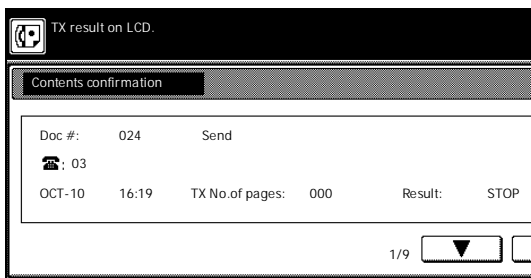 TX result on LCD.
Contents confirmation
Doc #: 024 Send
☎: 03
OCT-10 16:19 TX No.of pages: 000 Result: STOP
1/9 ▼